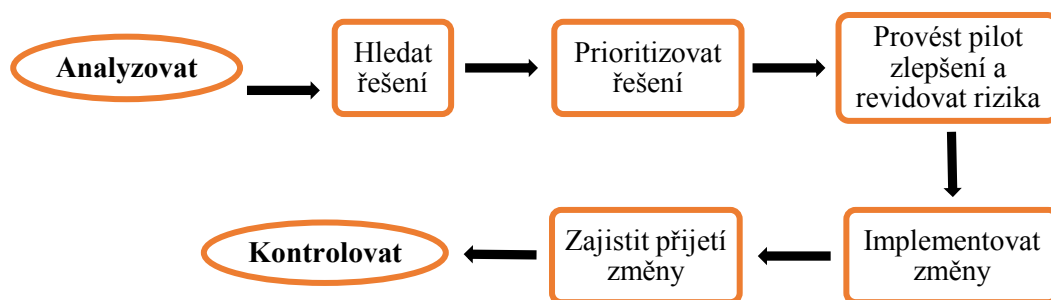 Analyzovat
Hledat
řešení
Prioritizovat
řešení
Provést pilot
zlepšení a
revidovat rizika
Implementovat
změny
Zajistit přijetí
změny
Kontrolovat